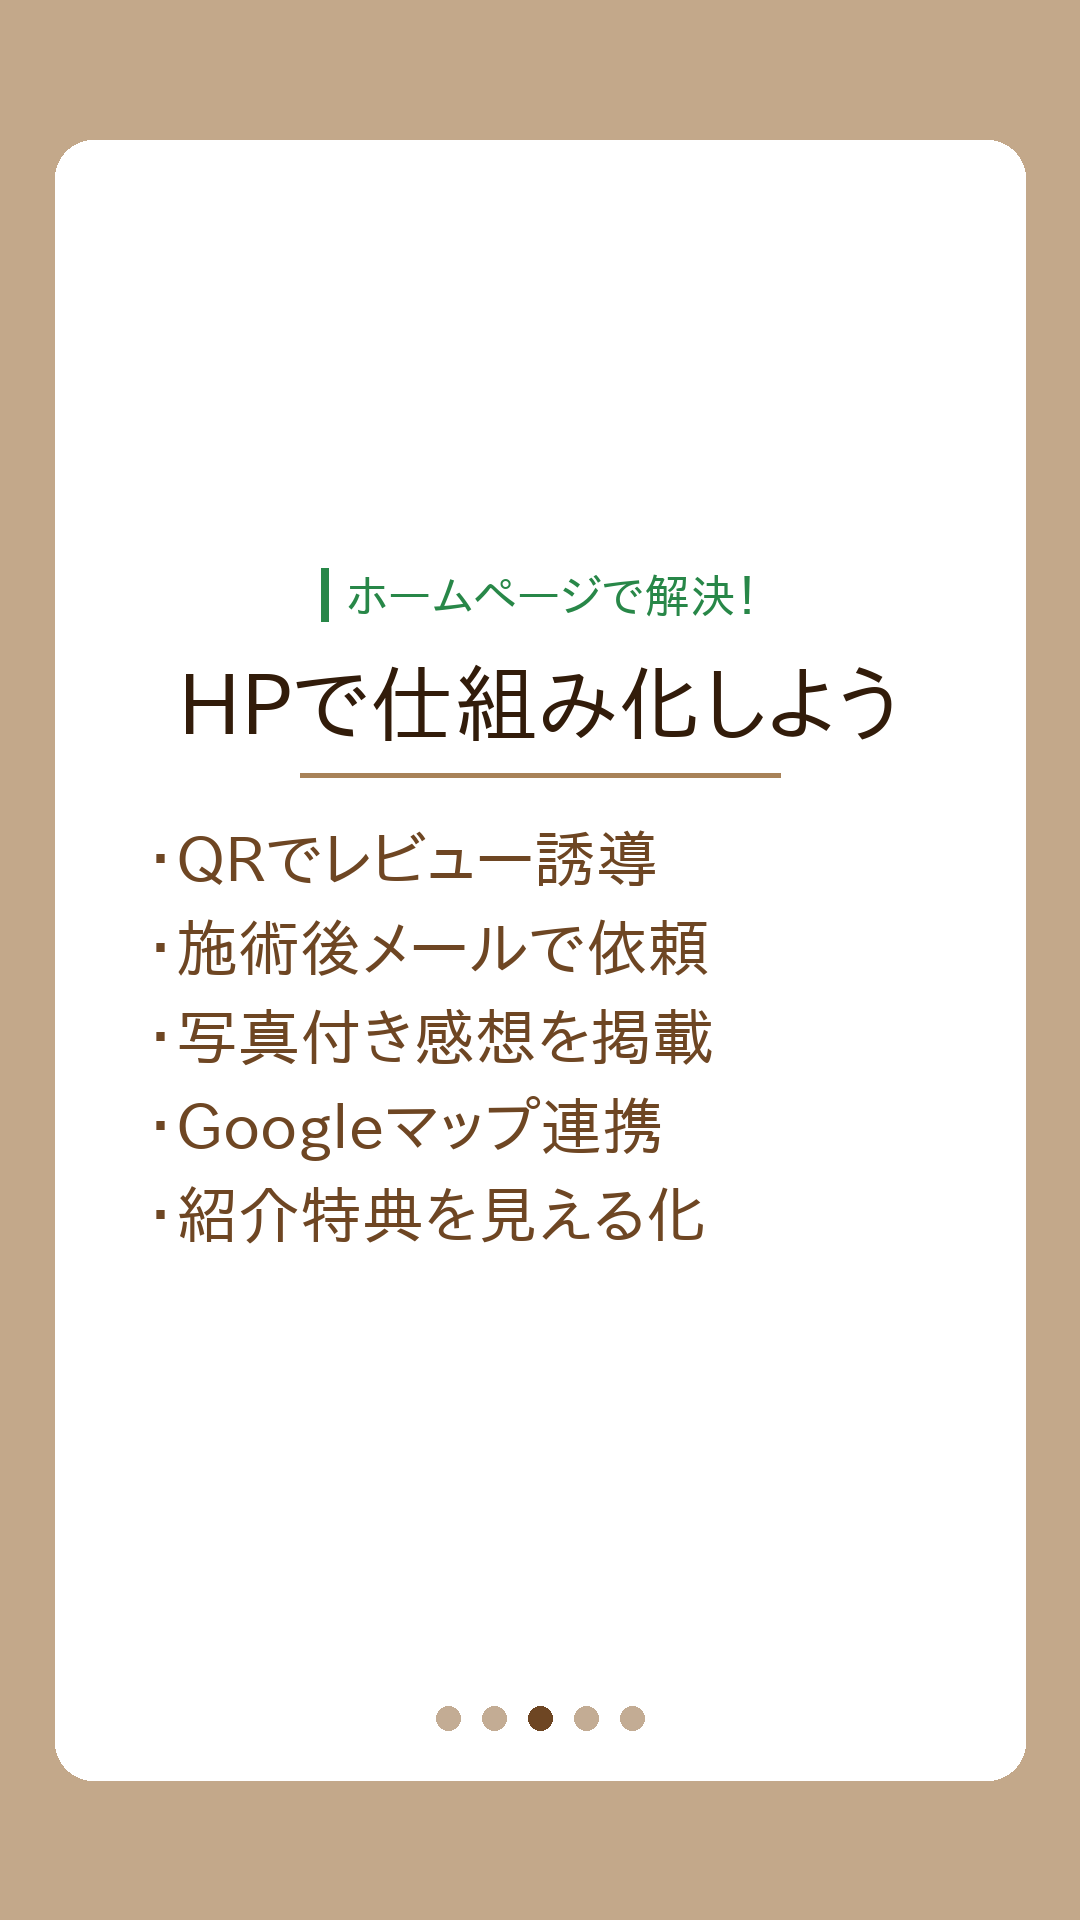 ホームページで解決！
HPで仕組み化しよう
・QRでレビュー誘導
・施術後メールで依頼
・写真付き感想を掲載
・Googleマップ連携
・紹介特典を見える化